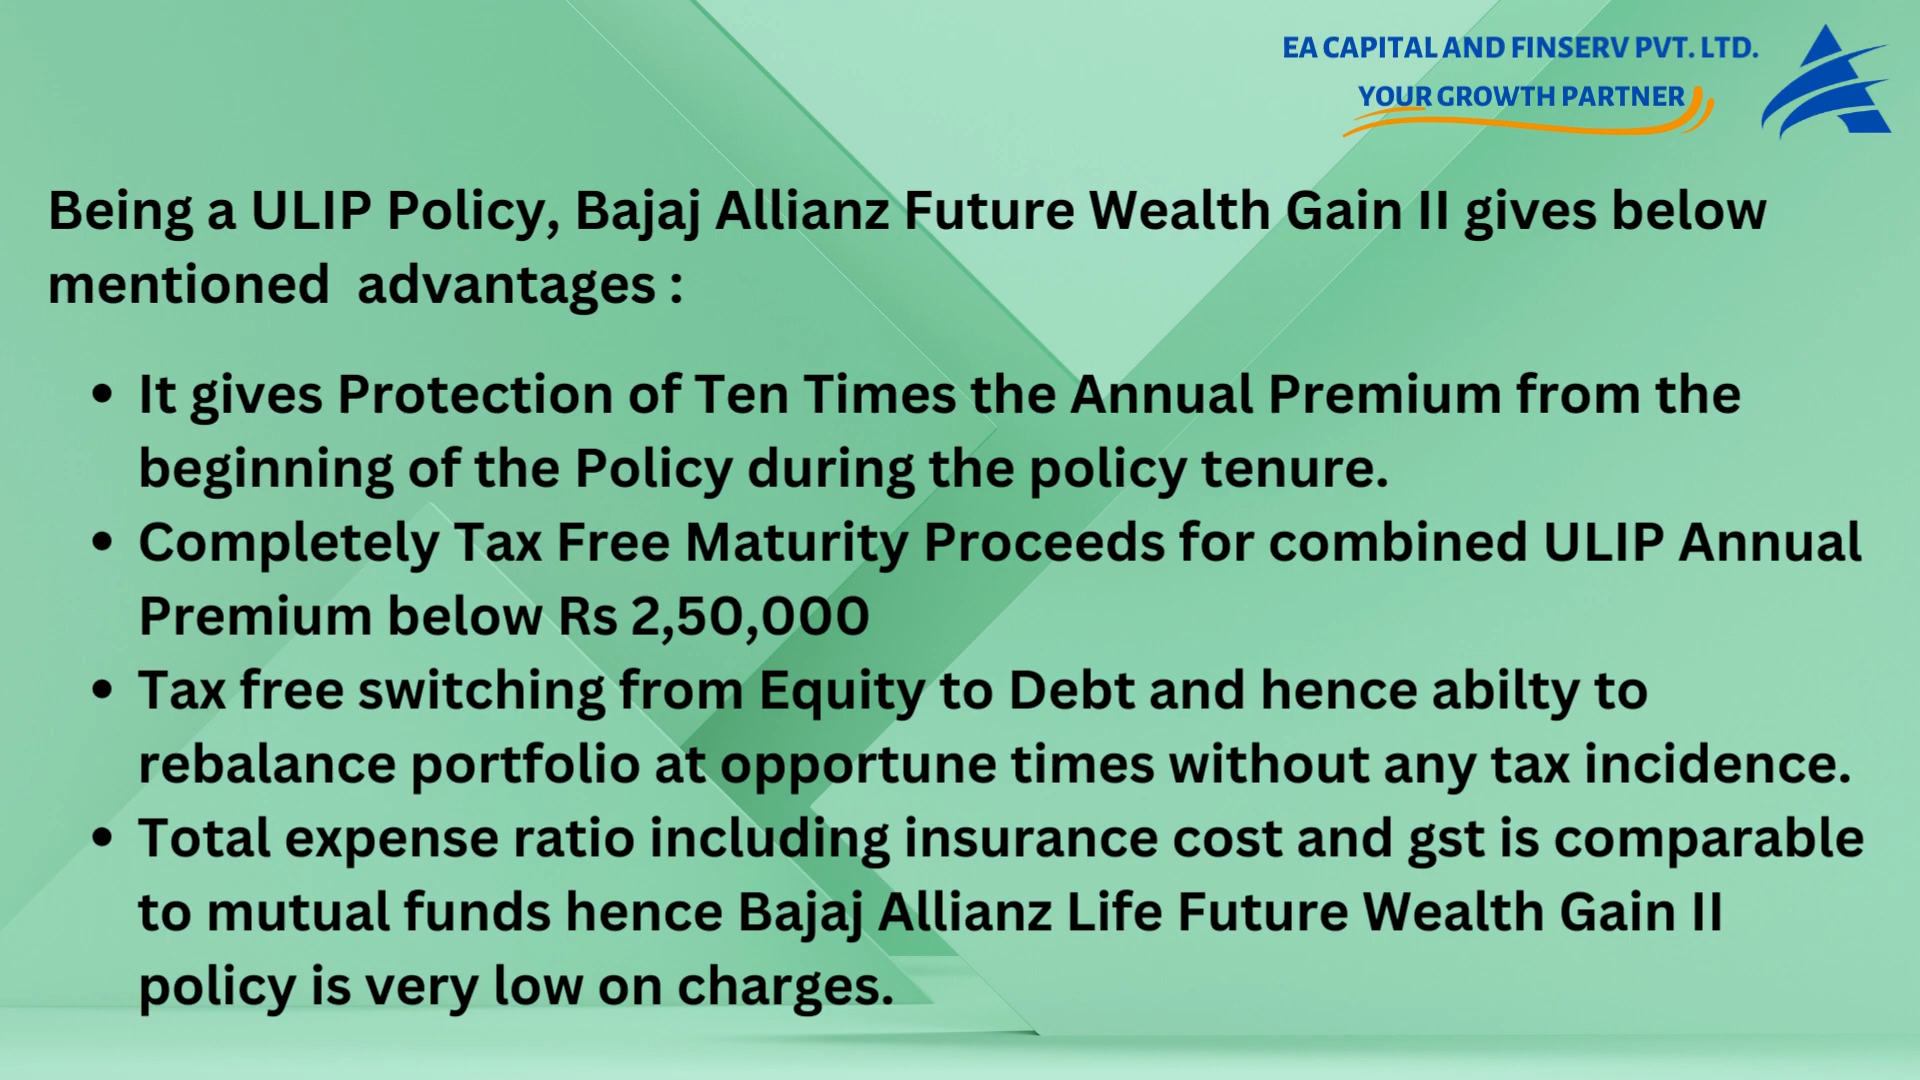 EA CAPITAL AND FINSERV PVT. LTD.
YOUR GROWTH PARTNER
Being a ULIP Policy, Bajaj Allianz Future Wealth Gain II gives below
mentioned  advantages :
• It gives Protection of Ten Times the Annual Premium from the
beginning of the Policy during the policy tenure.
• Completely Tax Free Maturity Proceeds for combined ULIP Annual
Premium below Rs 2,50,000
• Tax free switching from Equity to Debt and hence abilty to
rebalance portfolio at opportune times without any tax incidence.
• Total expense ratio including insurance cost and gst is comparable
to mutual funds hence Bajaj Allianz Life Future Wealth Gain II
policy is very low on charges.